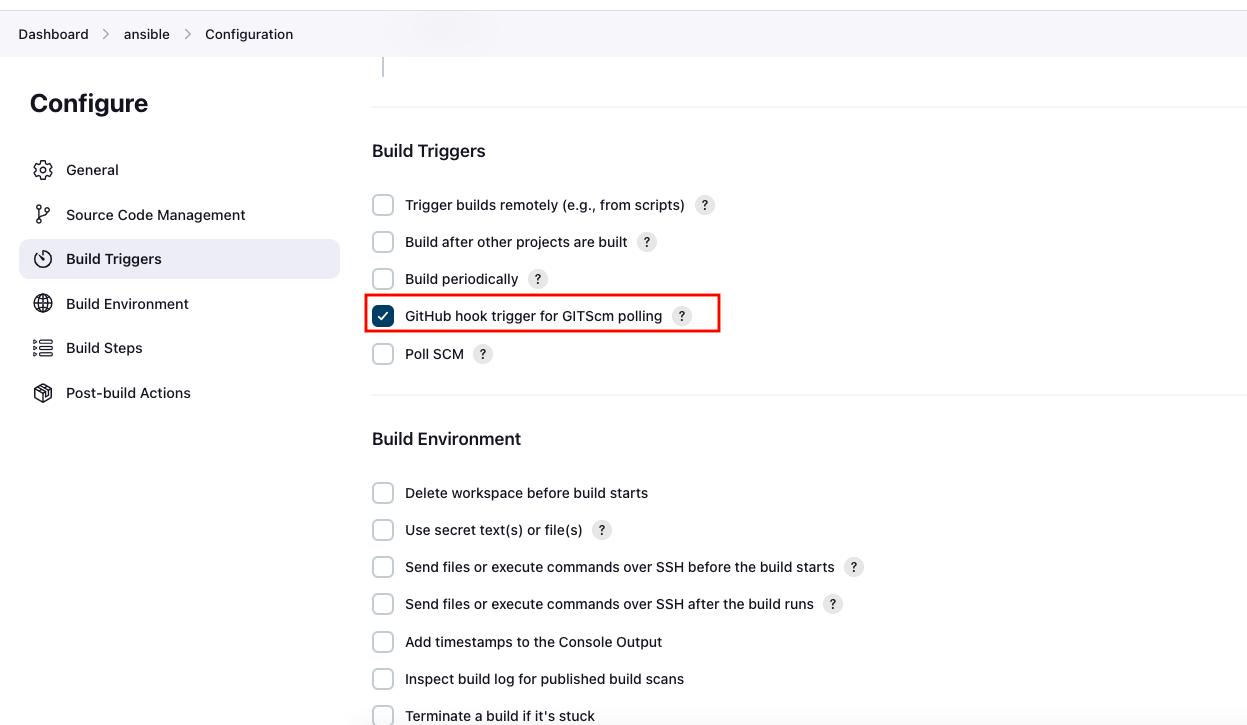 Dashboard > ansible > Configuration
Configure
General
Source Code Management
Build Triggers
Build Environment
Build Steps
Post-build Actions
Build Triggers
Trigger builds remotely (e.g., from scripts) ?
Build after other projects are built ?
Build periodically ?
GitHub hook trigger for GITScm polling ?
Poll SCM ?
Build Environment
Delete workspace before build starts
Use secret text(s) or file(s) ?
Send files or execute commands over SSH before the build starts ?
Send files or execute commands over SSH after the build runs ?
Add timestamps to the Console Output
Inspect build log for published build scans
Terminate a build if it's stuck